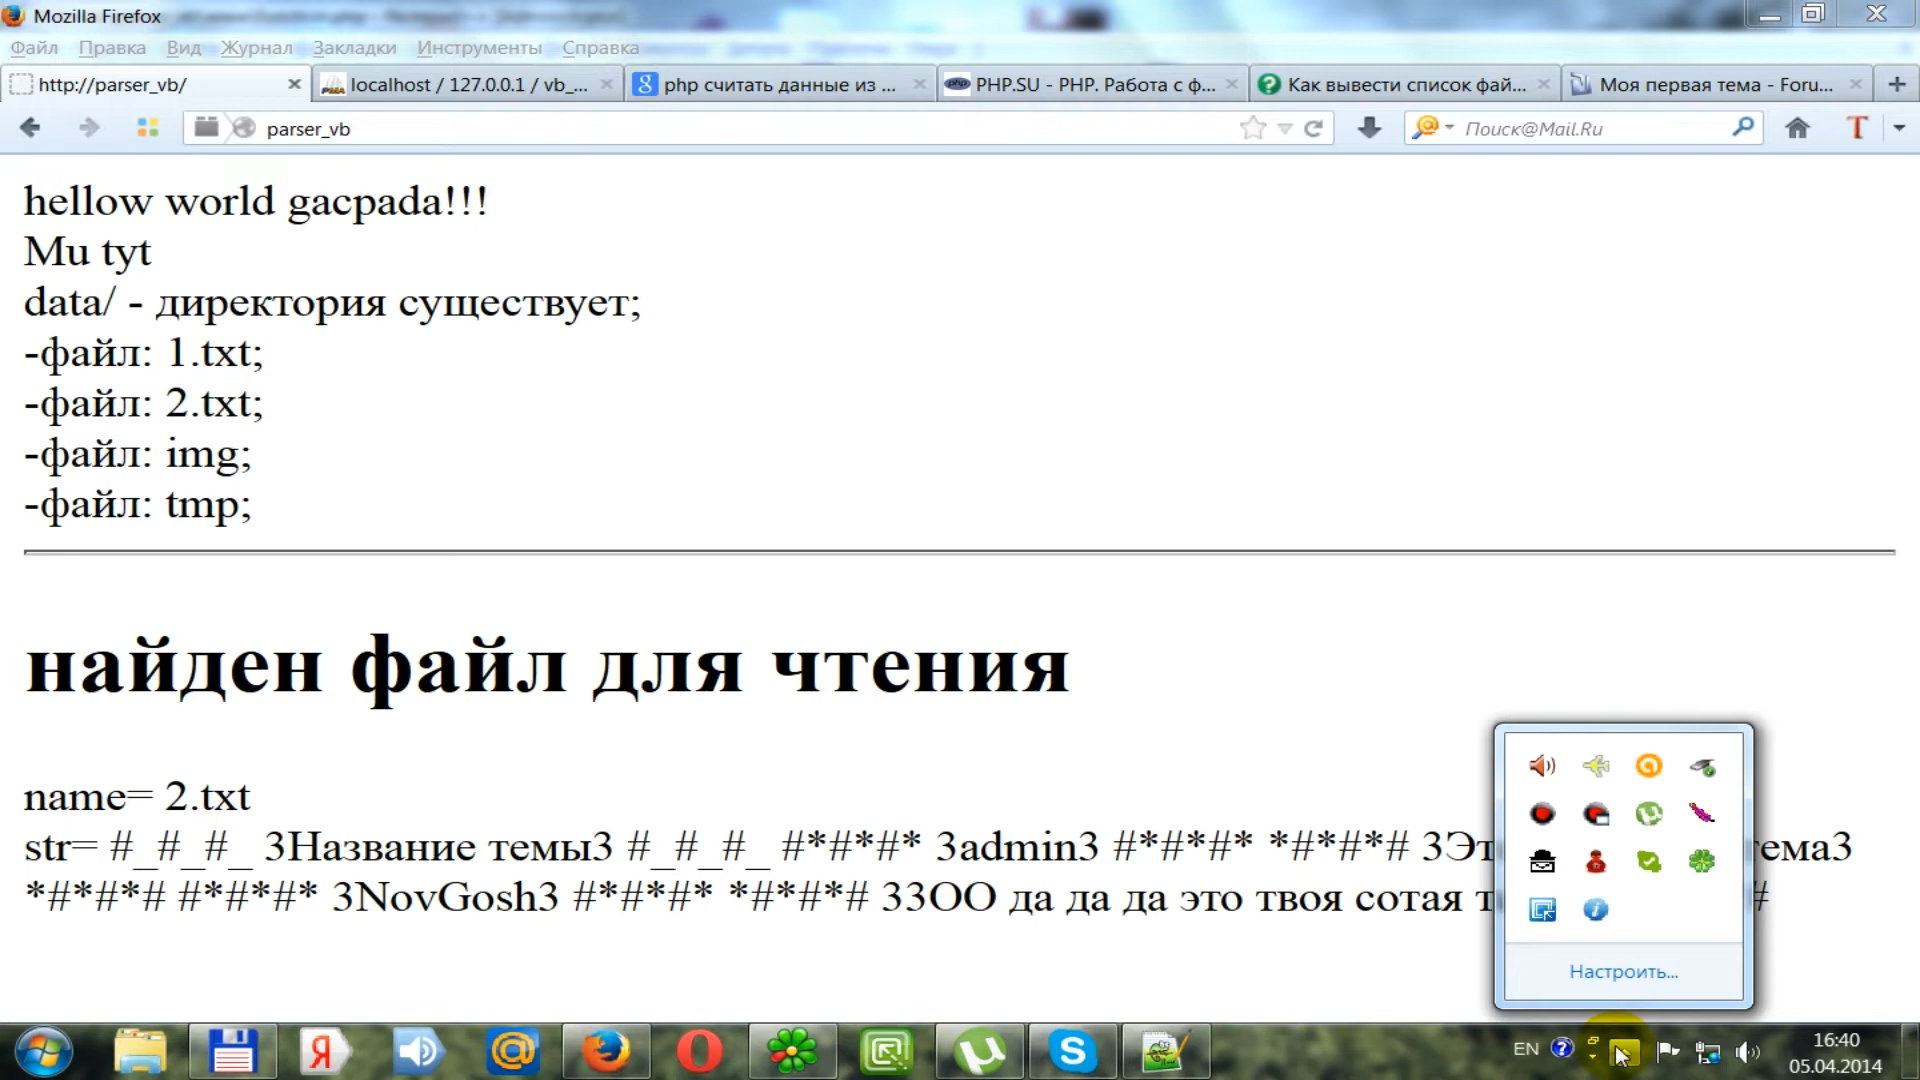 Mozilla Firefox
Файл Правка Вид Журнал Закладки Инструменты Справка
http://parser_vb/ localhost / 127.0.0.1 / vb_... php считать данные из ... PHP.SU - PHP. Работа с ф... Как вывести список фай... Моя первая тема - Foru...
parser_vb Поиск@Mail.Ru
hellow world gacpada!!!
Mu tyt
data/ - директория существует;
-файл: 1.txt;
-файл: 2.txt;
-файл: img;
-файл: tmp;
найден файл для чтения
name= 2.txt
str= #_#_#_ 3Название темы3 #_#_#_ #*#*#* 3admin3 #*#*#* *#*#*# 3Эт тема3
*#*#*# #*#*#* 3NovGosh3 #*#*#* *#*#*# 33OO да да да это твоя сотая т #
Настроить...
EN 16:40
05.04.2014